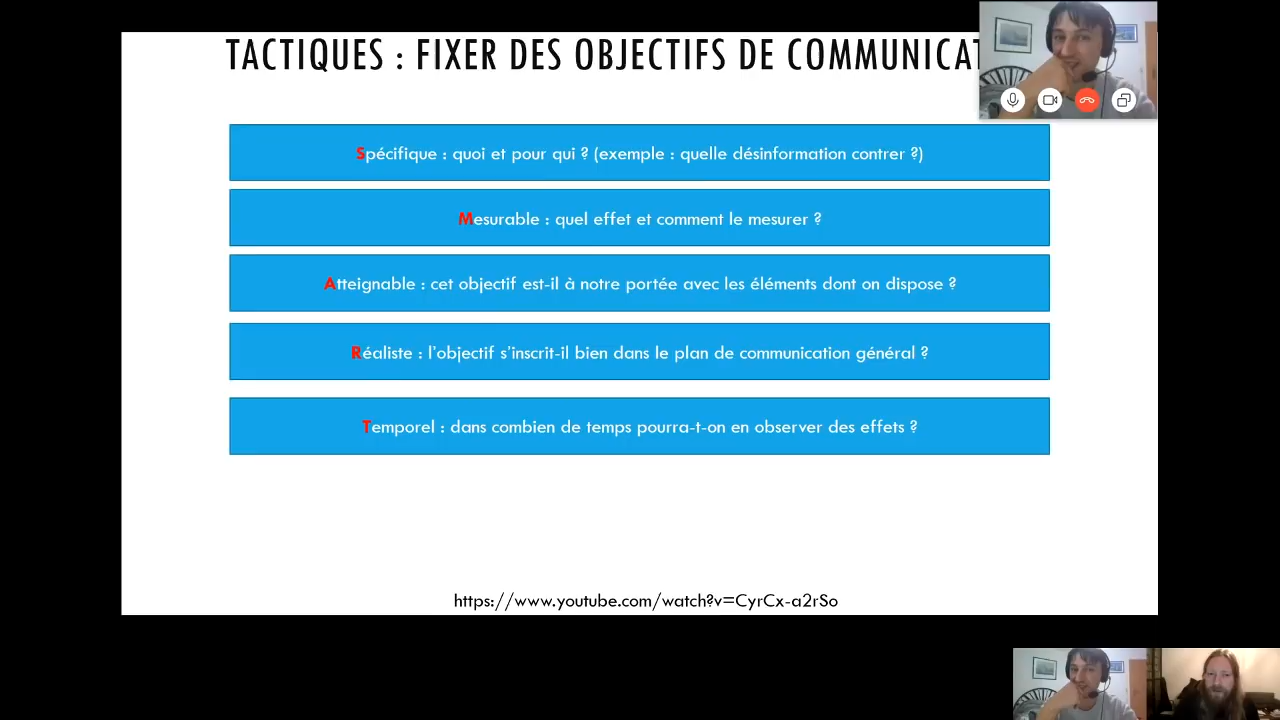 TACTIQUES : FIXER DES OBJECTIFS DE COMMUNICAT
Spécifique : quoi et pour qui ? (exemple : quelle désinformation contrer ?)
Mesurable : quel effet et comment le mesurer ?
Atteignable : cet objectif est-il à notre portée avec les éléments dont on dispose ?
Réaliste : l'objectif s'inscrit-il bien dans le plan de communication général ?
Temporel : dans combien de temps pourra-t-on en observer des effets ?
https://www.youtube.com/watch?v=CyrCx-a2rSo